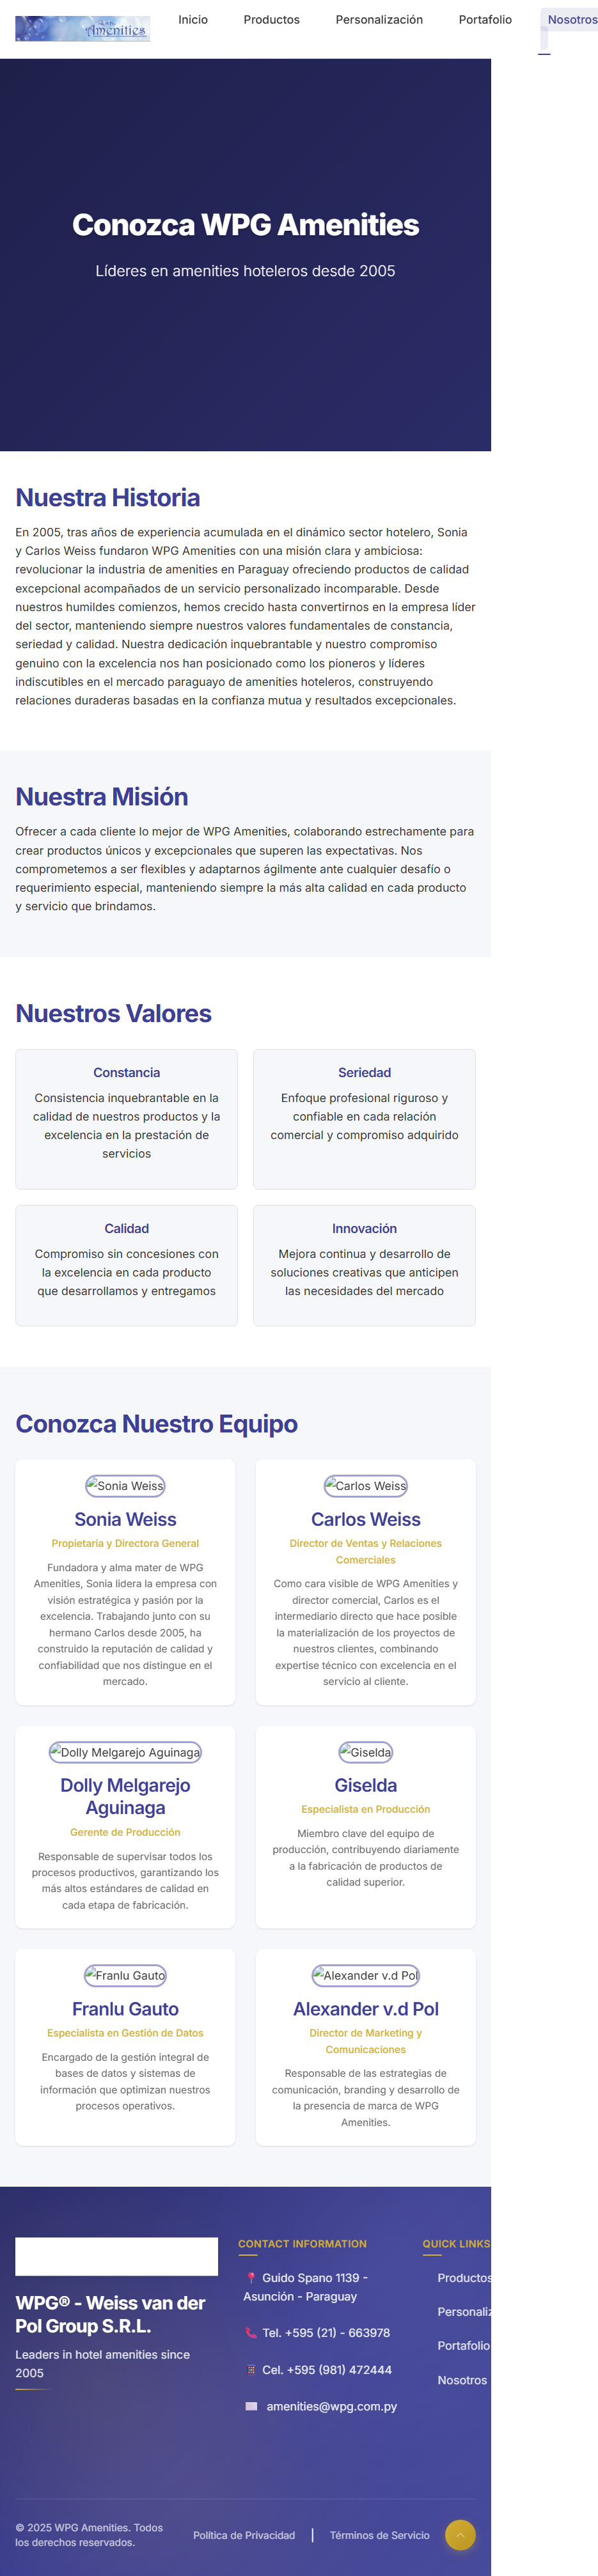 Amenities
Inicio
Productos
Personalización
Portafolio
Nosotros
Conozca WPG Amenities
Líderes en amenities hoteleros desde 2005
Nuestra Historia
En 2005, tras años de experiencia acumulada en el dinámico sector hotelero, Sonia
y Carlos Weiss fundaron WPG Amenities con una misión clara y ambiciosa:
revolucionar la industria de amenities en Paraguay ofreciendo productos de calidad
excepcional acompañados de un servicio personalizado incomparable. Desde
nuestros humildes comienzos, hemos crecido hasta convertirnos en la empresa líder
del sector, manteniendo siempre nuestros valores fundamentales de constancia,
seriedad y calidad. Nuestra dedicación inquebrantable y nuestro compromiso
genuino con la excelencia nos han posicionado como los pioneros y líderes
indiscutibles en el mercado paraguayo de amenities hoteleros, construyendo
relaciones duraderas basadas en la confianza mutua y resultados excepcionales.
Nuestra Misión
Ofrecer a cada cliente lo mejor de WPG Amenities, colaborando estrechamente para
crear productos únicos y excepcionales que superen las expectativas. Nos
comprometemos a ser flexibles y adaptarnos ágilmente ante cualquier desafío o
requerimiento especial, manteniendo siempre la más alta calidad en cada producto
y servicio que brindamos.
Nuestros Valores
Constancia
Consistencia inquebrantable en la
calidad de nuestros productos y la
excelencia en la prestación de
servicios
Seriedad
Enfoque profesional riguroso y
confiable en cada relación
comercial y compromiso adquirido
Calidad
Compromiso sin concesiones con
la excelencia en cada producto
que desarrollamos y entregamos
Innovación
Mejora continua y desarrollo de
soluciones creativas que anticipen
las necesidades del mercado
Conozca Nuestro Equipo
Sonia Weiss
Sonia Weiss
Propietaria y Directora General
Fundadora y alma mater de WPG
Amenities, Sonia lidera la empresa con
visión estratégica y pasión por la
excelencia. Trabajando junto con su
hermano Carlos desde 2005, ha
construido la reputación de calidad y
confiabilidad que nos distingue en el
mercado.
Carlos Weiss
Carlos Weiss
Director de Ventas y Relaciones
Comerciales
Como cara visible de WPG Amenities y
director comercial, Carlos es el
intermediario directo que hace posible
la materialización de los proyectos de
nuestros clientes, combinando
expertise técnico con excelencia en el
servicio al cliente.
Dolly Melgarejo Aguinaga
Dolly Melgarejo
Aguinaga
Gerente de Producción
Responsable de supervisar todos los
procesos productivos, garantizando los
más altos estándares de calidad en
cada etapa de fabricación.
Giselda
Giselda
Especialista en Producción
Miembro clave del equipo de
producción, contribuyendo diariamente
a la fabricación de productos de
calidad superior.
Franlu Gauto
Franlu Gauto
Especialista en Gestión de Datos
Encargado de la gestión integral de
bases de datos y sistemas de
información que optimizan nuestros
procesos operativos.
Alexander v.d Pol
Alexander v.d Pol
Director de Marketing y
Comunicaciones
Responsable de las estrategias de
comunicación, branding y desarrollo de
la presencia de marca de WPG
Amenities.
WPG® - Weiss van der
Pol Group S.R.L.
Leaders in hotel amenities since
2005
CONTACT INFORMATION
Guido Spano 1139 -
Asunción - Paraguay
Tel. +595 (21) - 663978
Cel. +595 (981) 472444
amenities@wpg.com.py
QUICK LINKS
Productos
Personaliz
Portafolio
Nosotros
© 2025 WPG Amenities. Todos
los derechos reservados.
Política de Privacidad
Términos de Servicio